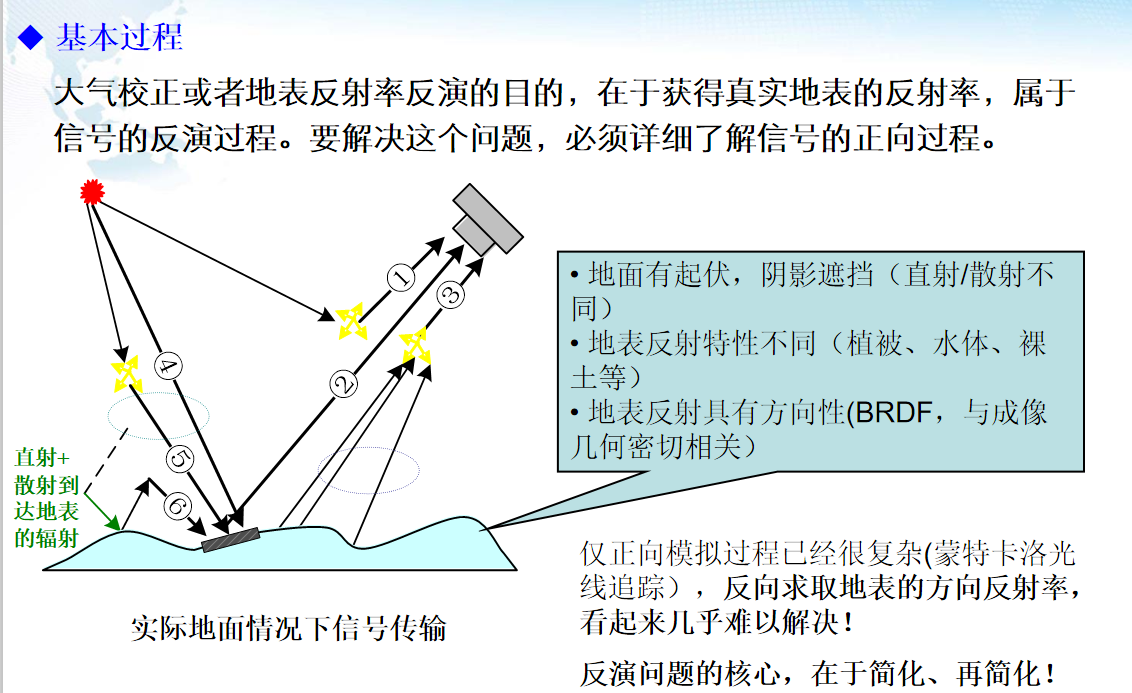 基本过程
大气校正或者地表反射率反演的目的，在于获得真实地表的反射率，属于
信号的反演过程。要解决这个问题，必须详细了解信号的正向过程。
①
③
②
④
⑤
⑥
直射+
散射到
达地表
的辐射
• 地面有起伏，阴影遮挡（直射/散射不
同）
• 地表反射特性不同（植被、水体、裸
土等）
• 地表反射具有方向性(BRDF，与成像
几何密切相关）
实际地面情况下信号传输
仅正向模拟过程已经很复杂(蒙特卡洛光
线追踪），反向求取地表的方向反射率，
看起来几乎难以解决！
反演问题的核心，在于简化、再简化！